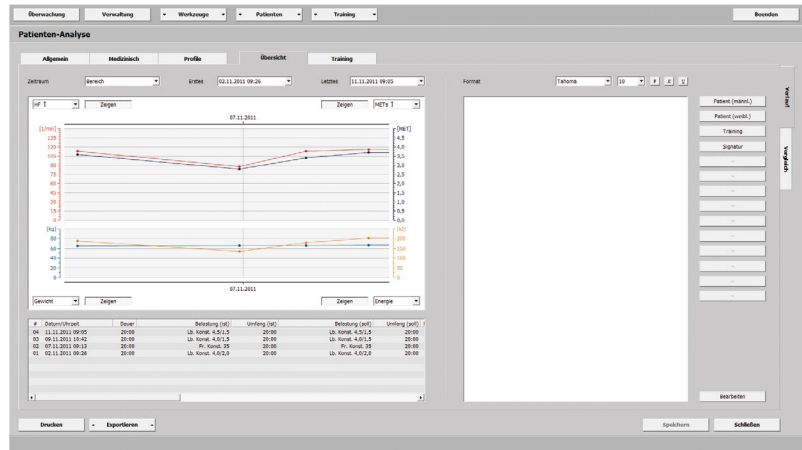 Überwachung Verwaltung Werkzeuge Patienten Training Beenden
Patienten-Analyse
Allgemein Medizinisch Profile Übersicht Training
Zeitraum Bereich Erstes 02.11.2011 09:26 Letztes 11.11.2011 09:05 Format Tahoma 10 F K U
Verlauf
Vergleich
HF ↑ Zeigen Zeigen METs ↑
07.11.2011
[1/min] [MET]
135 4,5
120 4,0
105 3,5
90 3,0
75 2,5
60 2,0
45 1,5
30 1,0
15 0,5
0 0,0
[kg] [kJ]
80 200
60 150
40 100
20 50
0 0
07.11.2011
Gewicht Zeigen Zeigen Energie
# Datum/Uhrzeit Dauer Belastung (ist) Umfang (ist) Belastung (soll) Umfang (soll)
04 11.11.2011 09:05 20:00 Lb. Konst. 4,5/1,5 20:00 Lb. Konst. 4,5/1,5 20:00
03 09.11.2011 10:42 20:00 Lb. Konst. 4,0/1,5 20:00 Lb. Konst. 4,0/1,5 20:00
02 07.11.2011 09:13 20:00 Fr. Konst. 35 20:00 Fr. Konst. 35 20:00
01 02.11.2011 09:26 20:00 Lb. Konst. 4,0/2,0 20:00 Lb. Konst. 4,0/2,0 20:00
Patient (männl.)
Patient (weibl.)
Training
Signatur
Bearbeiten
Drucken Exportieren Speichern Schließen